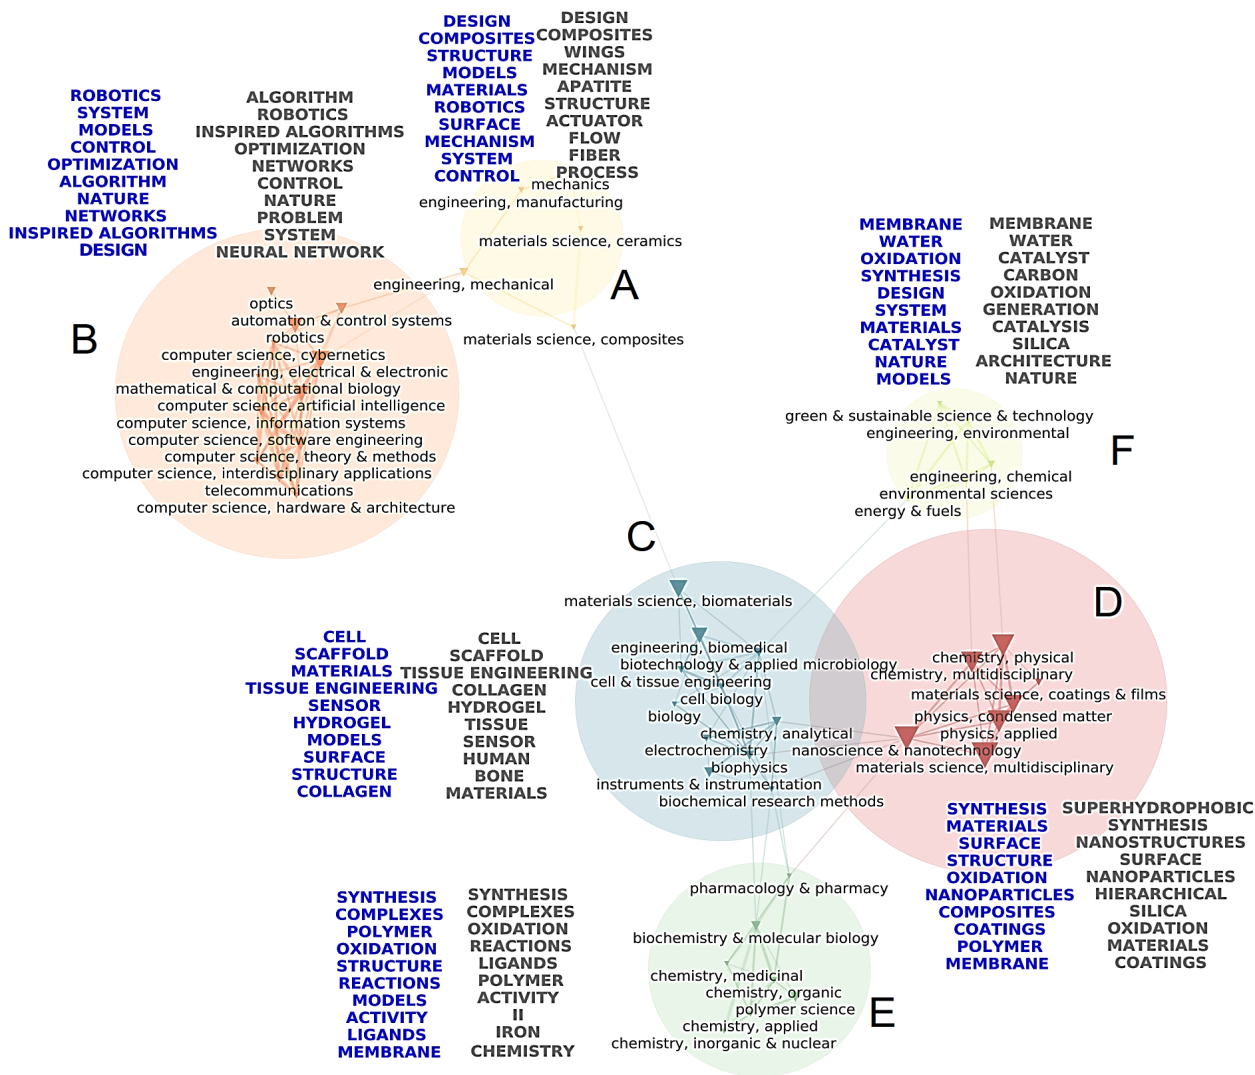 DESIGN
COMPOSITES
STRUCTURE
MODELS
MATERIALS
ROBOTICS
SURFACE
MECHANISM
SYSTEM
CONTROL
DESIGN
COMPOSITES
WINGS
MECHANISM
APATITE
STRUCTURE
ACTUATOR
FLOW
FIBER
PROCESS
mechanics
engineering, manufacturing
materials science, ceramics
engineering, mechanical
materials science, composites
A
ROBOTICS
SYSTEM
MODELS
CONTROL
OPTIMIZATION
ALGORITHM
NATURE
NETWORKS
INSPIRED ALGORITHMS
DESIGN
ALGORITHM
ROBOTICS
INSPIRED ALGORITHMS
OPTIMIZATION
NETWORKS
CONTROL
NATURE
PROBLEM
SYSTEM
NEURAL NETWORK
B
optics
automation & control systems
robotics
computer science, cybernetics
engineering, electrical & electronic
mathematical & computational biology
computer science, artificial intelligence
computer science, information systems
computer science, software engineering
computer science, theory & methods
computer science, interdisciplinary applications
telecommunications
computer science, hardware & architecture
MEMBRANE
WATER
OXIDATION
SYNTHESIS
DESIGN
SYSTEM
MATERIALS
CATALYST
NATURE
MODELS
MEMBRANE
WATER
CATALYST
CARBON
OXIDATION
GENERATION
CATALYSIS
SILICA
ARCHITECTURE
NATURE
green & sustainable science & technology
engineering, environmental
engineering, chemical
environmental sciences
energy & fuels
F
C
materials science, biomaterials
engineering, biomedical
biotechnology & applied microbiology
cell & tissue engineering
cell biology
biology
chemistry, analytical
electrochemistry
biophysics
instruments & instrumentation
biochemical research methods
CELL
SCAFFOLD
MATERIALS
TISSUE ENGINEERING
SENSOR
HYDROGEL
MODELS
SURFACE
STRUCTURE
COLLAGEN
CELL
SCAFFOLD
TISSUE ENGINEERING
COLLAGEN
HYDROGEL
TISSUE
SENSOR
HUMAN
BONE
MATERIALS
D
chemistry, physical
chemistry, multidisciplinary
materials science, coatings & films
physics, condensed matter
physics, applied
nanoscience & nanotechnology
materials science, multidisciplinary
SYNTHESIS
MATERIALS
SURFACE
STRUCTURE
OXIDATION
NANOPARTICLES
COMPOSITES
COATINGS
POLYMER
MEMBRANE
SUPERHYDROPHOBIC
SYNTHESIS
NANOSTRUCTURES
SURFACE
NANOPARTICLES
HIERARCHICAL
SILICA
OXIDATION
MATERIALS
COATINGS
SYNTHESIS
COMPLEXES
POLYMER
OXIDATION
STRUCTURE
REACTIONS
MODELS
ACTIVITY
LIGANDS
MEMBRANE
SYNTHESIS
COMPLEXES
OXIDATION
REACTIONS
LIGANDS
POLYMER
ACTIVITY
II
IRON
CHEMISTRY
pharmacology & pharmacy
biochemistry & molecular biology
chemistry, medicinal
chemistry, organic
polymer science
chemistry, applied
chemistry, inorganic & nuclear
E